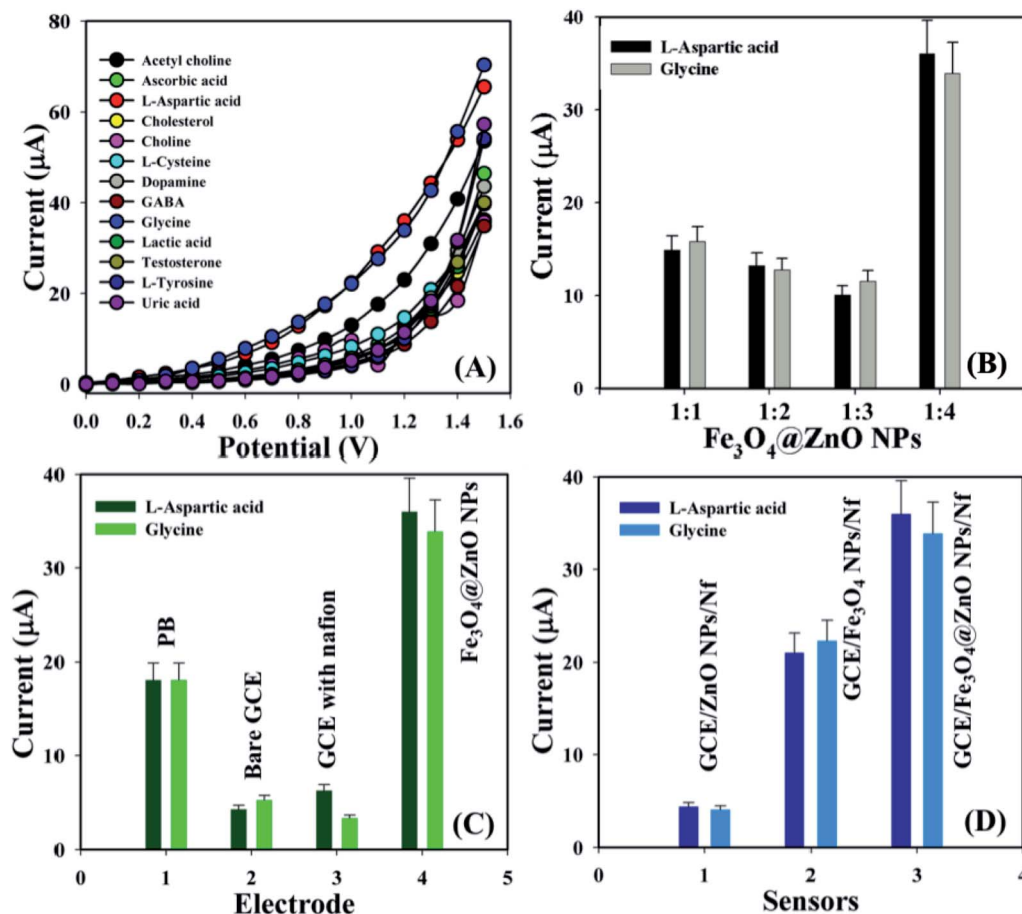 80
60
40
20
0
Current (μA)
Acetyl choline
Ascorbic acid
L-Aspartic acid
Cholesterol
Choline
L-Cysteine
Dopamine
GABA
Glycine
Lactic acid
Testosterone
L-Tyrosine
Uric acid
(A)
0.0 0.2 0.4 0.6 0.8 1.0 1.2 1.4 1.6
Potential (V)
40
30
20
10
0
Current (μA)
L-Aspartic acid
Glycine
(B)
1:1 1:2 1:3 1:4
Fe₃O₄@ZnO NPs
40
30
20
10
0
Current (μA)
L-Aspartic acid
Glycine
PB
Bare GCE
GCE with nafion
Fe₃O₄@ZnO NPs
(C)
0 1 2 3 4 5
Electrode
40
30
20
10
0
Current (μA)
L-Aspartic acid
Glycine
GCE/ZnO NPs/Nf
GCE/Fe₃O₄ NPs/Nf
GCE/Fe₃O₄@ZnO NPs/Nf
(D)
0 1 2 3 4
Sensors